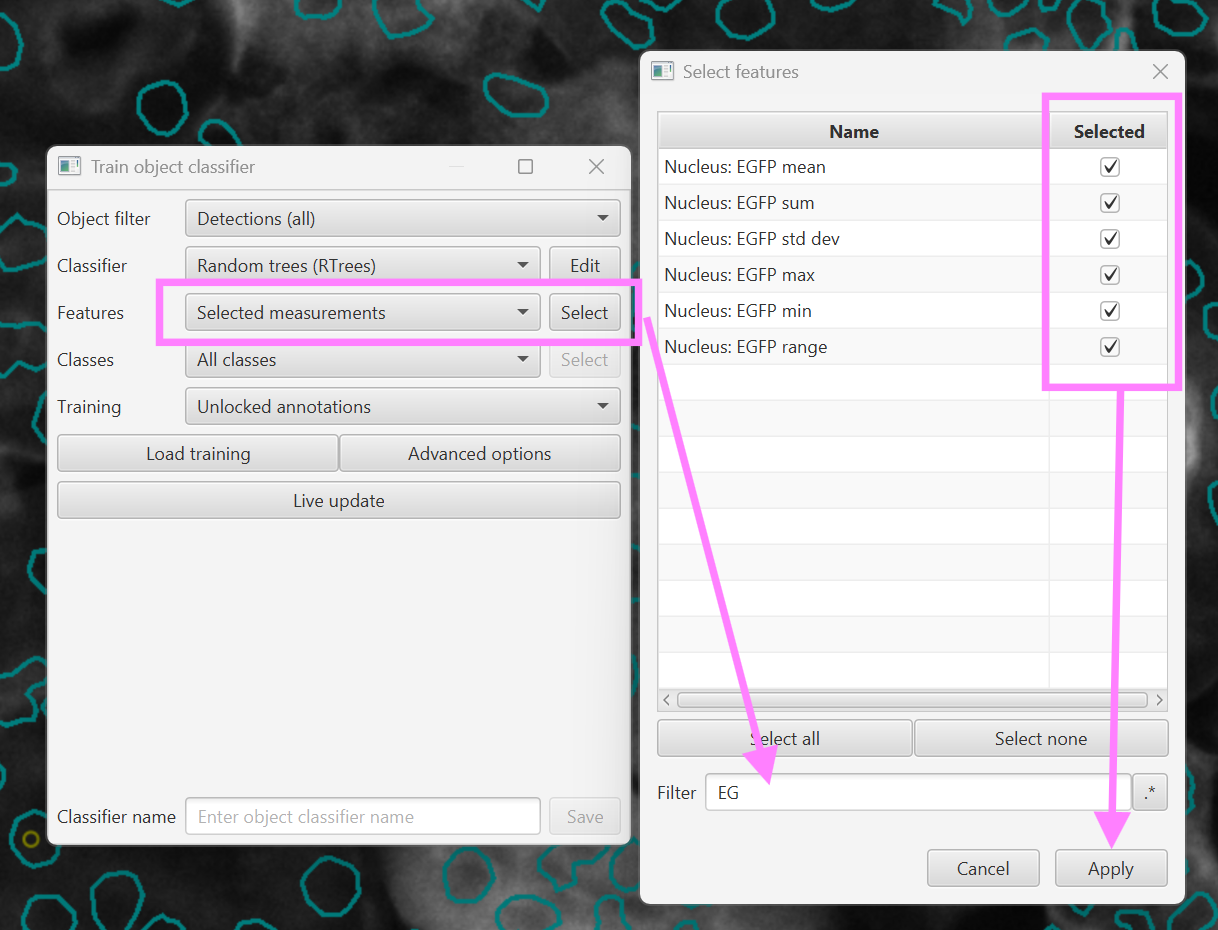 Train object classifier
Object filter Detections (all)
Classifier Random trees (RTrees) Edit
Features Selected measurements Select
Classes All classes Select
Training Unlocked annotations
Load training Advanced options
Live update
Classifier name Enter object classifier name Save
Select features
Name Selected
Nucleus: EGFP mean
Nucleus: EGFP sum
Nucleus: EGFP std dev
Nucleus: EGFP max
Nucleus: EGFP min
Nucleus: EGFP range
Select all Select none
Filter EG .*
Cancel Apply